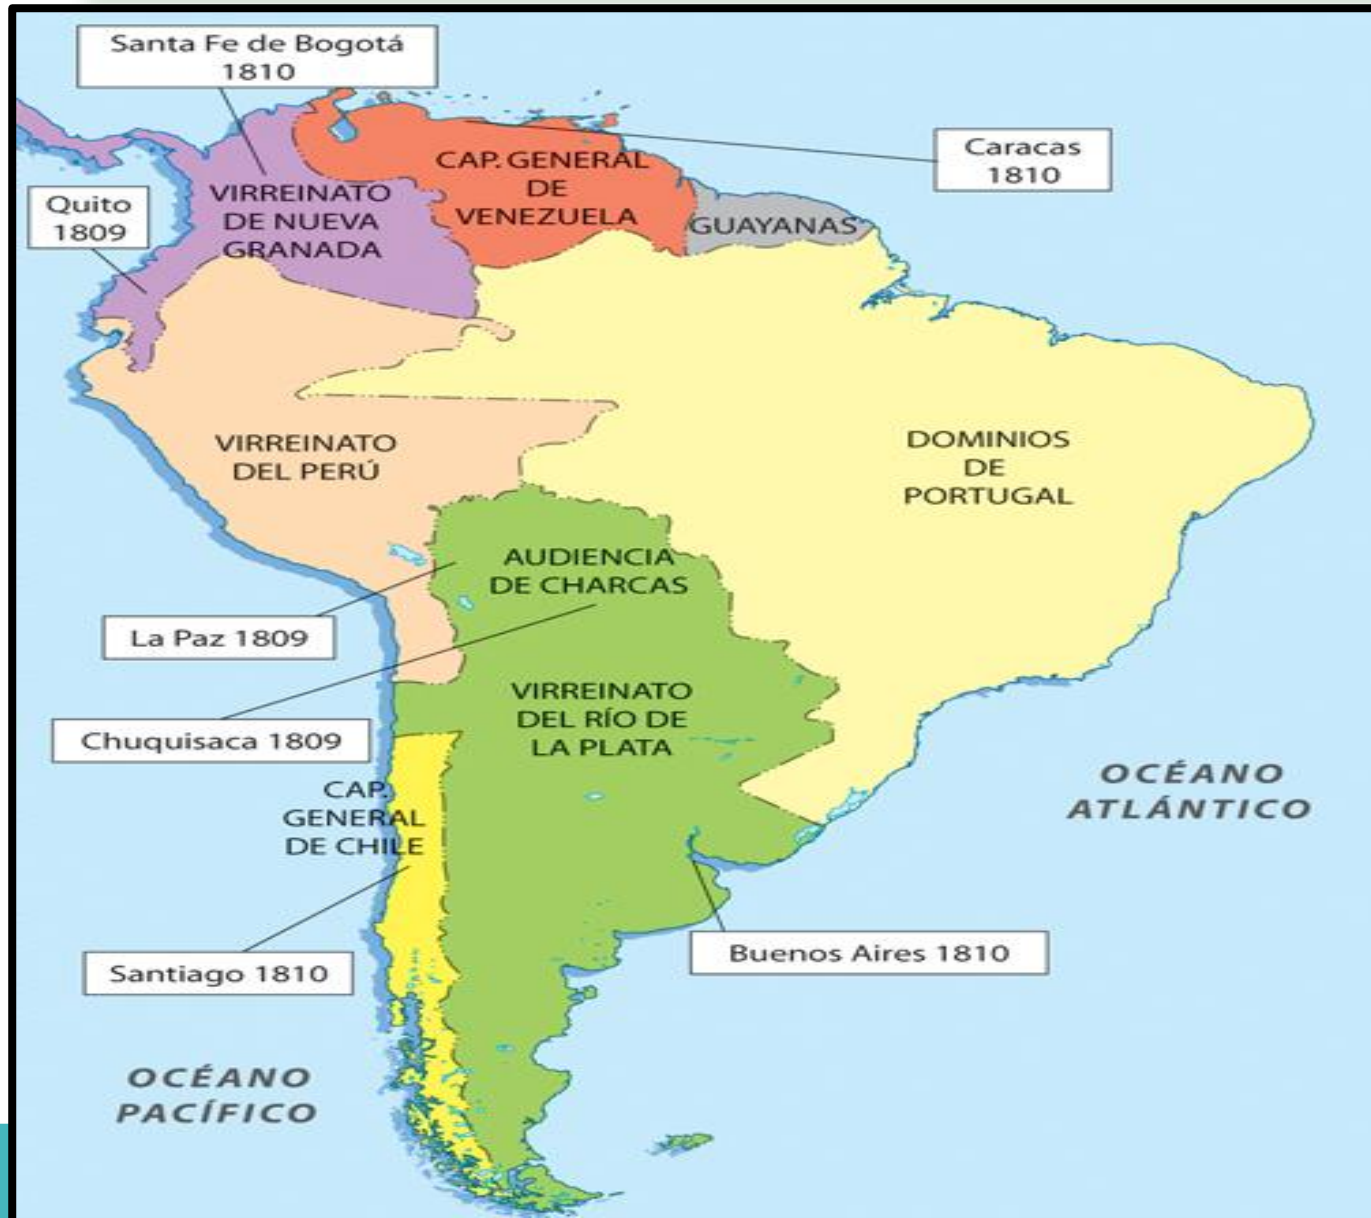 Santa Fe de Bogotá
1810
Caracas
1810
CAP. GENERAL
DE
VENEZUELA
Quito
1809
VIRREINATO
DE NUEVA
GRANADA
GUAYANAS
VIRREINATO
DEL PERÚ
DOMINIOS
DE
PORTUGAL
AUDIENCIA
DE CHARCAS
La Paz 1809
VIRREINATO
DEL RÍO DE
LA PLATA
Chuquisaca 1809
OCÉANO
ATLÁNTICO
CAP.
GENERAL
DE CHILE
Buenos Aires 1810
Santiago 1810
OCÉANO
PACÍFICO